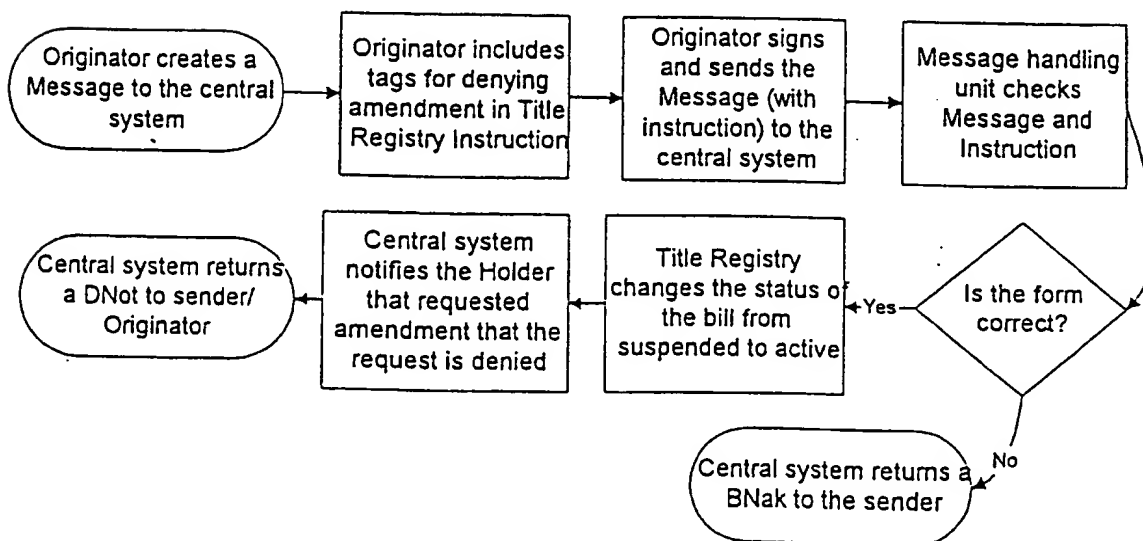 Originator creates a
Message to the central
system
Originator includes
tags for denying
amendment in Title
Registry Instruction
Originator signs
and sends the
Message (with
instruction) to the
central system
Message handling
unit checks
Message and
Instruction
Central system returns
a DNot to sender/
Originator
Central system
notifies the Holder
that requested
amendment that the
request is denied
Title Registry
changes the status of
the bill from
suspended to active
Yes
Is the form
correct?
No
Central system returns a
BNak to the sender